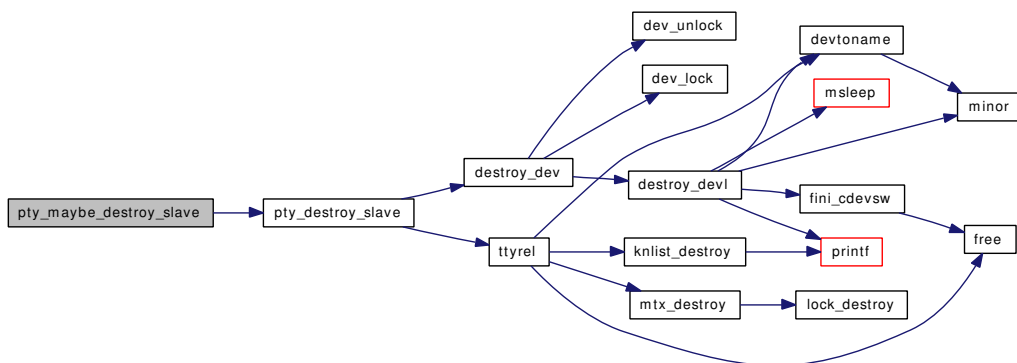 dev_unlock
devtoname
dev_lock
msleep
minor
destroy_dev
destroy_devl
fini_cdevsw
pty_maybe_destroy_slave
pty_destroy_slave
free
ttyrel
knlist_destroy
printf
mtx_destroy
lock_destroy